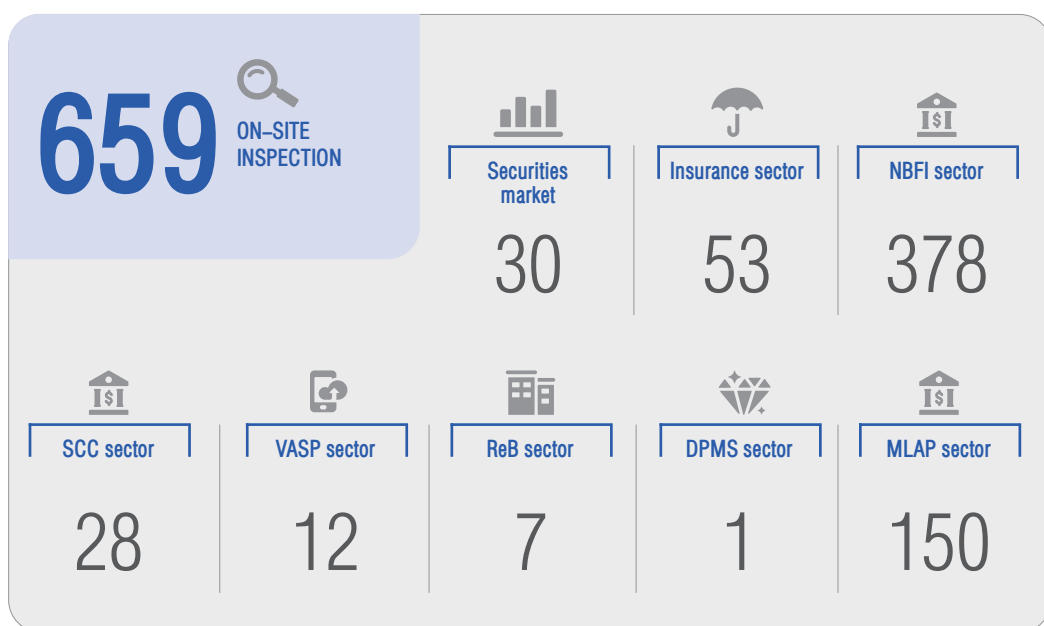 659
ON–SITE
INSPECTION
Securities
market
30
Insurance sector
53
NBFI sector
378
SCC sector
28
VASP sector
12
ReB sector
7
DPMS sector
1
MLAP sector
150